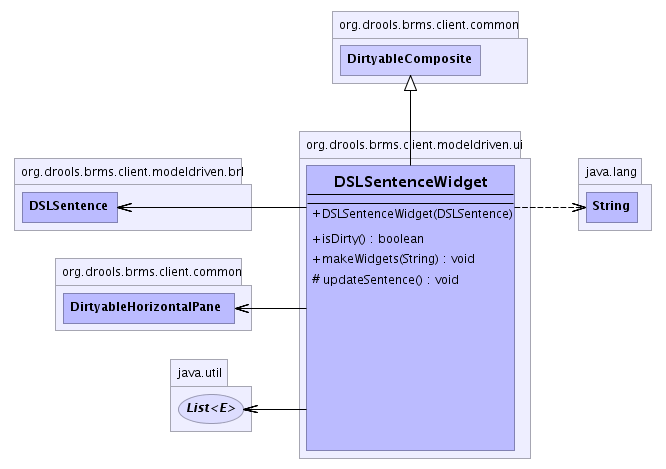 org.drools.brms.client.common
DirtyableComposite
org.drools.brms.client.modeldriven.ui
DSLSentenceWidget
+DSLSentenceWidget(DSLSentence)
+isDirty() : boolean
+makeWidgets(String) : void
# updateSentence() : void
org.drools.brms.client.modeldriven.brl
DSLSentence
java.lang
String
org.drools.brms.client.common
DirtyableHorizontalPane
java.util
List<E>